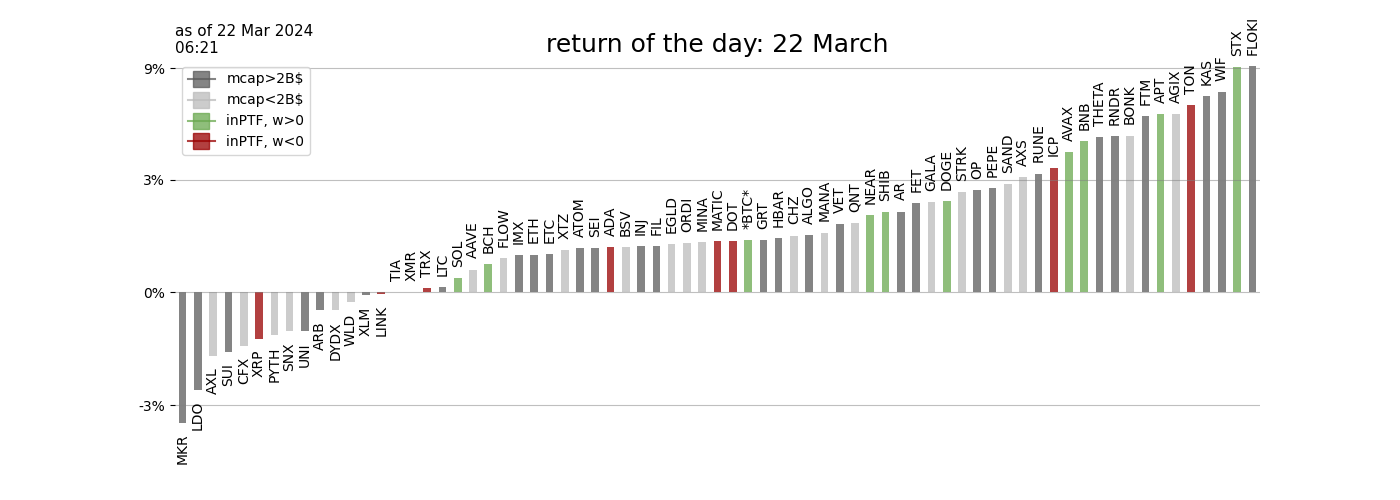 as of 22 Mar 2024
06:21
return of the day: 22 March
mcap>2B$
mcap<2B$
inPTF, w>0
inPTF, w<0
9%
3%
0%
-3%
MKR
LDO
AXL
SUI
CFX
XRP
PYTH
SNX
UNI
ARB
DYDX
WLD
XLM
LINK
TIA
XMR
TRX
LTC
SOL
AAVE
BCH
FLOW
IMX
ETH
ETC
XTZ
ATOM
SEI
ADA
BSV
INJ
FIL
EGLD
ORDI
MINA
MATIC
DOT
*BTC*
GRT
HBAR
CHZ
ALGO
MANA
VET
QNT
NEAR
SHIB
AR
FET
GALA
DOGE
STRK
OP
PEPE
SAND
AXS
RUNE
ICP
AVAX
BNB
THETA
RNDR
BONK
FTM
APT
AGIX
TON
KAS
WIF
STX
FLOKI